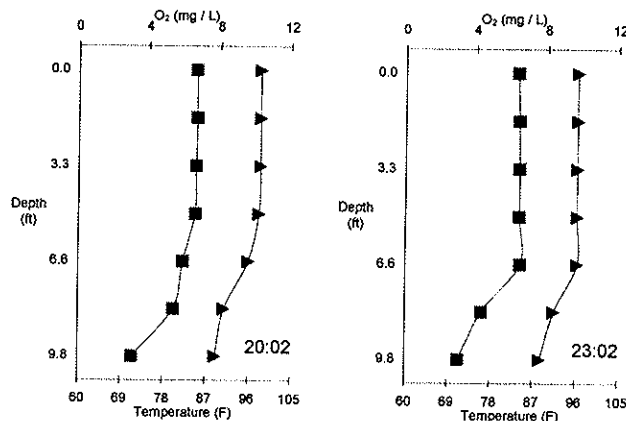 O₂ (mg / L)
0 4 8 12
0.0
3.3
Depth
(ft)
6.6
9.8
20:02
60 69 78 87 96 105
Temperature (F)
O₂ (mg / L)
0 4 8 12
0.0
3.3
Depth
(ft)
6.6
9.8
23:02
60 69 78 87 96 105
Temperature (F)